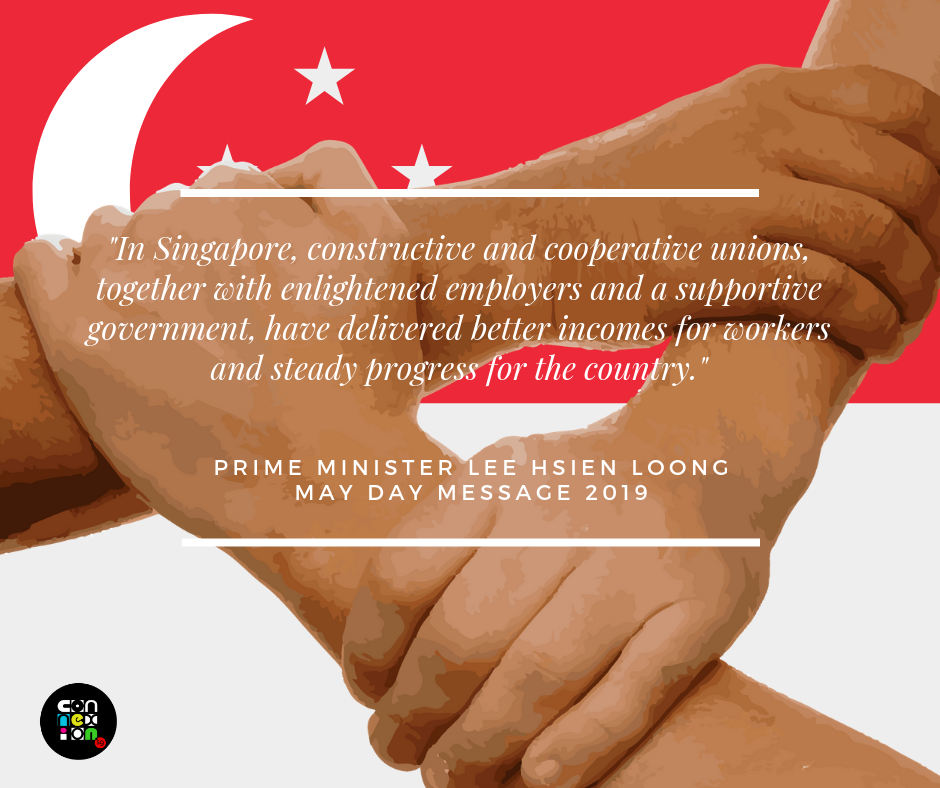 "In Singapore, constructive and cooperative unions,
together with enlightened employers and a supportive
government, have delivered better incomes for workers
and steady progress for the country."
PRIME MINISTER LEE HSIEN LOONG
MAY DAY MESSAGE 2019
con
nex
ion